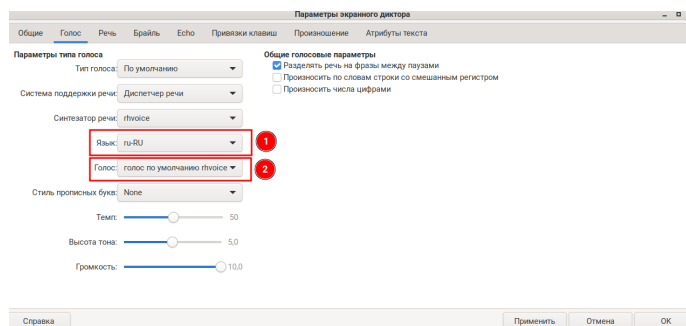 Параметры экранного диктора
Общие Голос Речь Брайль Echo Привязки клавиш Произношение Атрибуты текста
Параметры типа голоса
Тип голоса: По умолчанию
Система поддержки речи: Диспетчер речи
Синтезатор речи: rhvoice
Язык: ru-RU 1
Голос: голос по умолчанию rhvoice 2
Стиль прописных букв: None
Темп: 50
Высота тона: 5,0
Громкость: 10,0
Общие голосовые параметры
Разделять речь на фразы между паузами
Произносить по словам строки со смешанным регистром
Произносить числа цифрами
Справка Применить Отмена OK